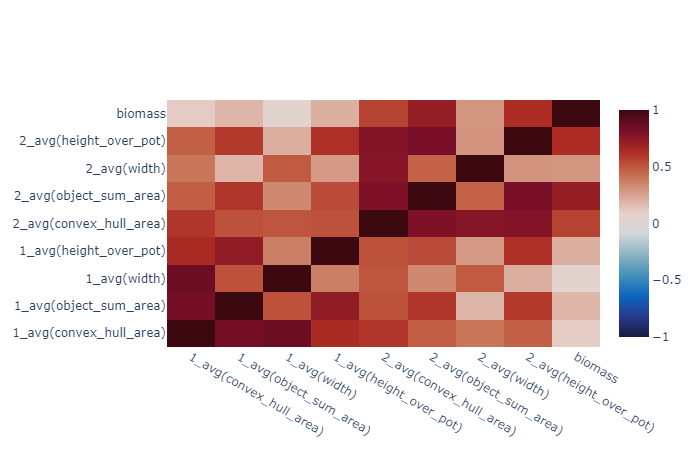 biomass
2_avg(height_over_pot)
2_avg(width)
2_avg(object_sum_area)
2_avg(convex_hull_area)
1_avg(height_over_pot)
1_avg(width)
1_avg(object_sum_area)
1_avg(convex_hull_area)
1_avg(convex_hull_area)
1_avg(object_sum_area)
1_avg(width)
1_avg(height_over_pot)
2_avg(convex_hull_area)
2_avg(object_sum_area)
2_avg(width)
2_avg(height_over_pot)
biomass
1
0.5
0
−0.5
−1